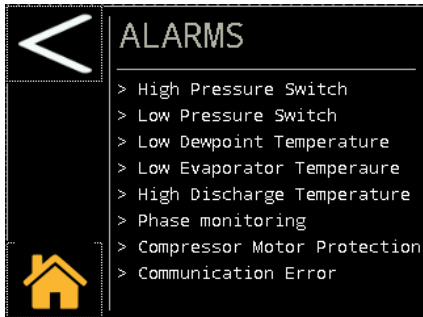 ALARMS
> High Pressure Switch
> Low Pressure Switch
> Low Dewpoint Temperature
> Low Evaporator Temperaure
> High Discharge Temperature
> Phase monitoring
> Compressor Motor Protection
> Communication Error